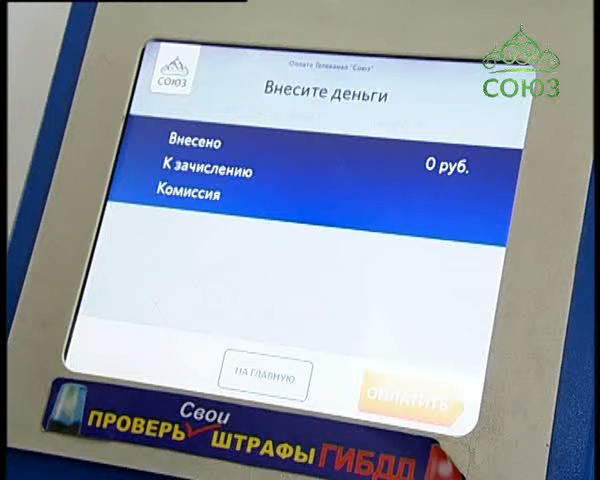 Оплата Телеканал "Союз"
СОЮЗ
Внесите деньги
СОЮЗ
Внесено 0 руб.
К зачислению
Комиссия
НА ГЛАВНУЮ
ОПЛАТИТЬ
ПРОВЕРЬ Свои ШТРАФЫ ГИБДД